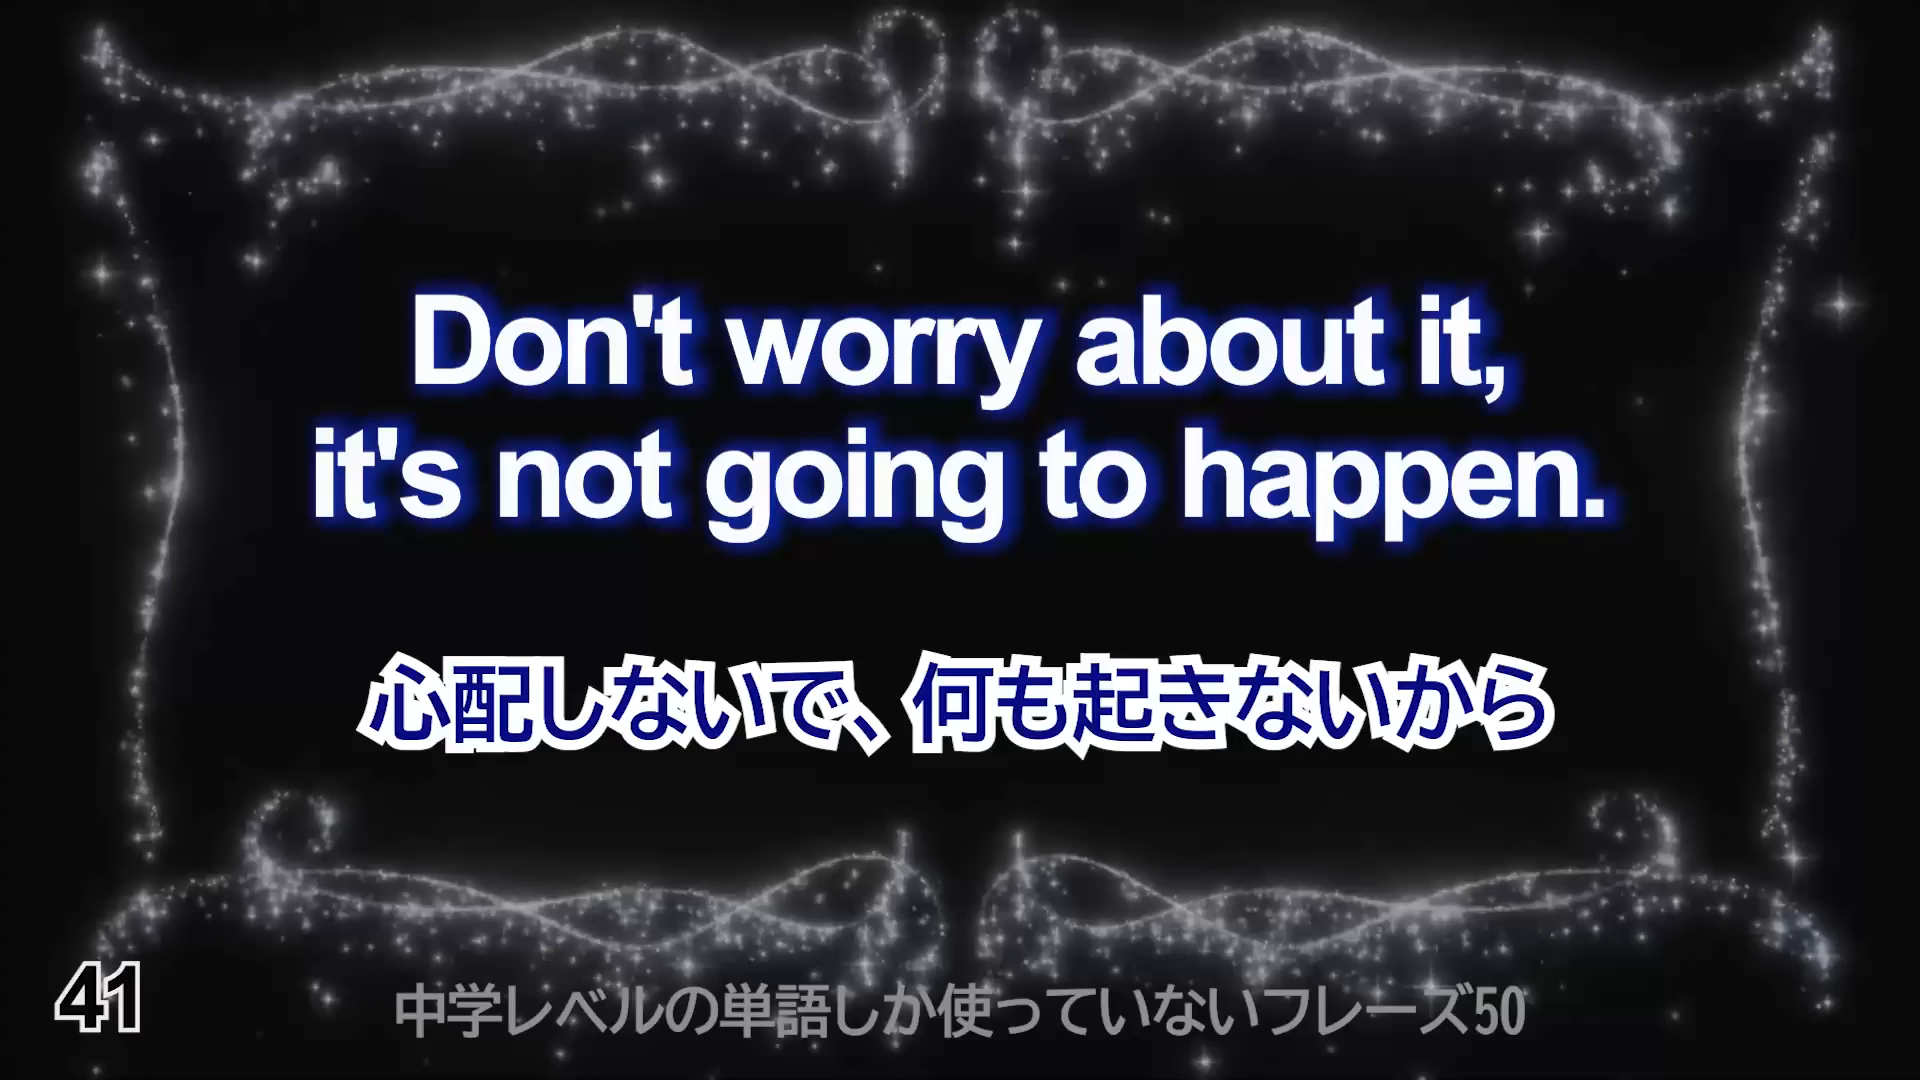 Don't worry about it,
it's not going to happen.
心配しないで、何も起きないから
41
中学レベルの単語しか使っていないフレーズ50